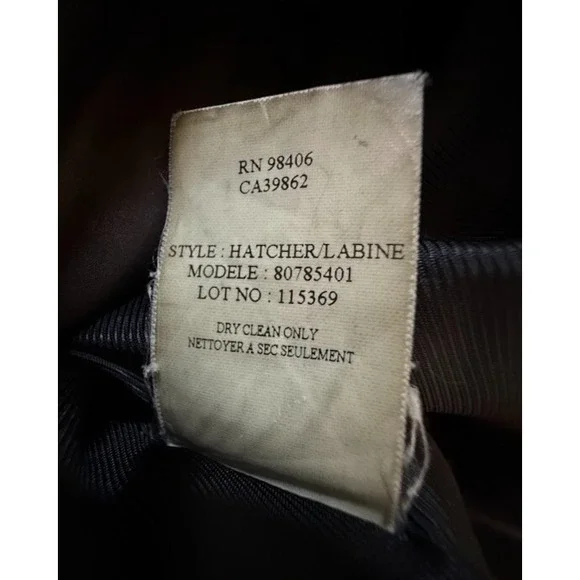 RN 98406
CA39862
STYLE : HATCHER/LABINE
MODELE : 80785401
LOT NO : 115369
DRY CLEAN ONLY
NETTOYER A SEC SEULEMENT